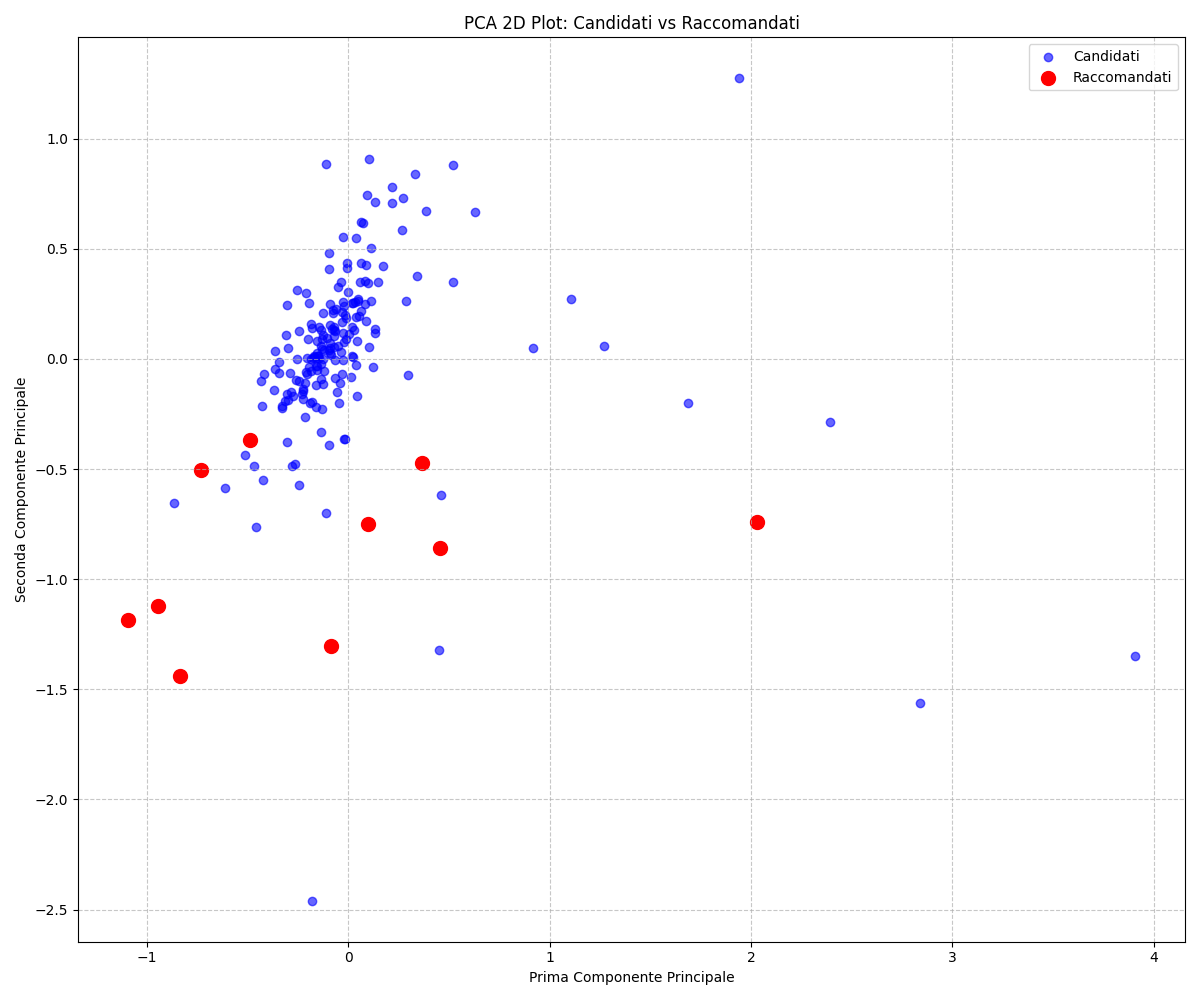 PCA 2D Plot: Candidati vs Raccomandati
Candidati
Raccomandati
Seconda Componente Principale
1.0
0.5
0.0
−0.5
−1.0
−1.5
−2.0
−2.5
−1 0 1 2 3 4
Prima Componente Principale